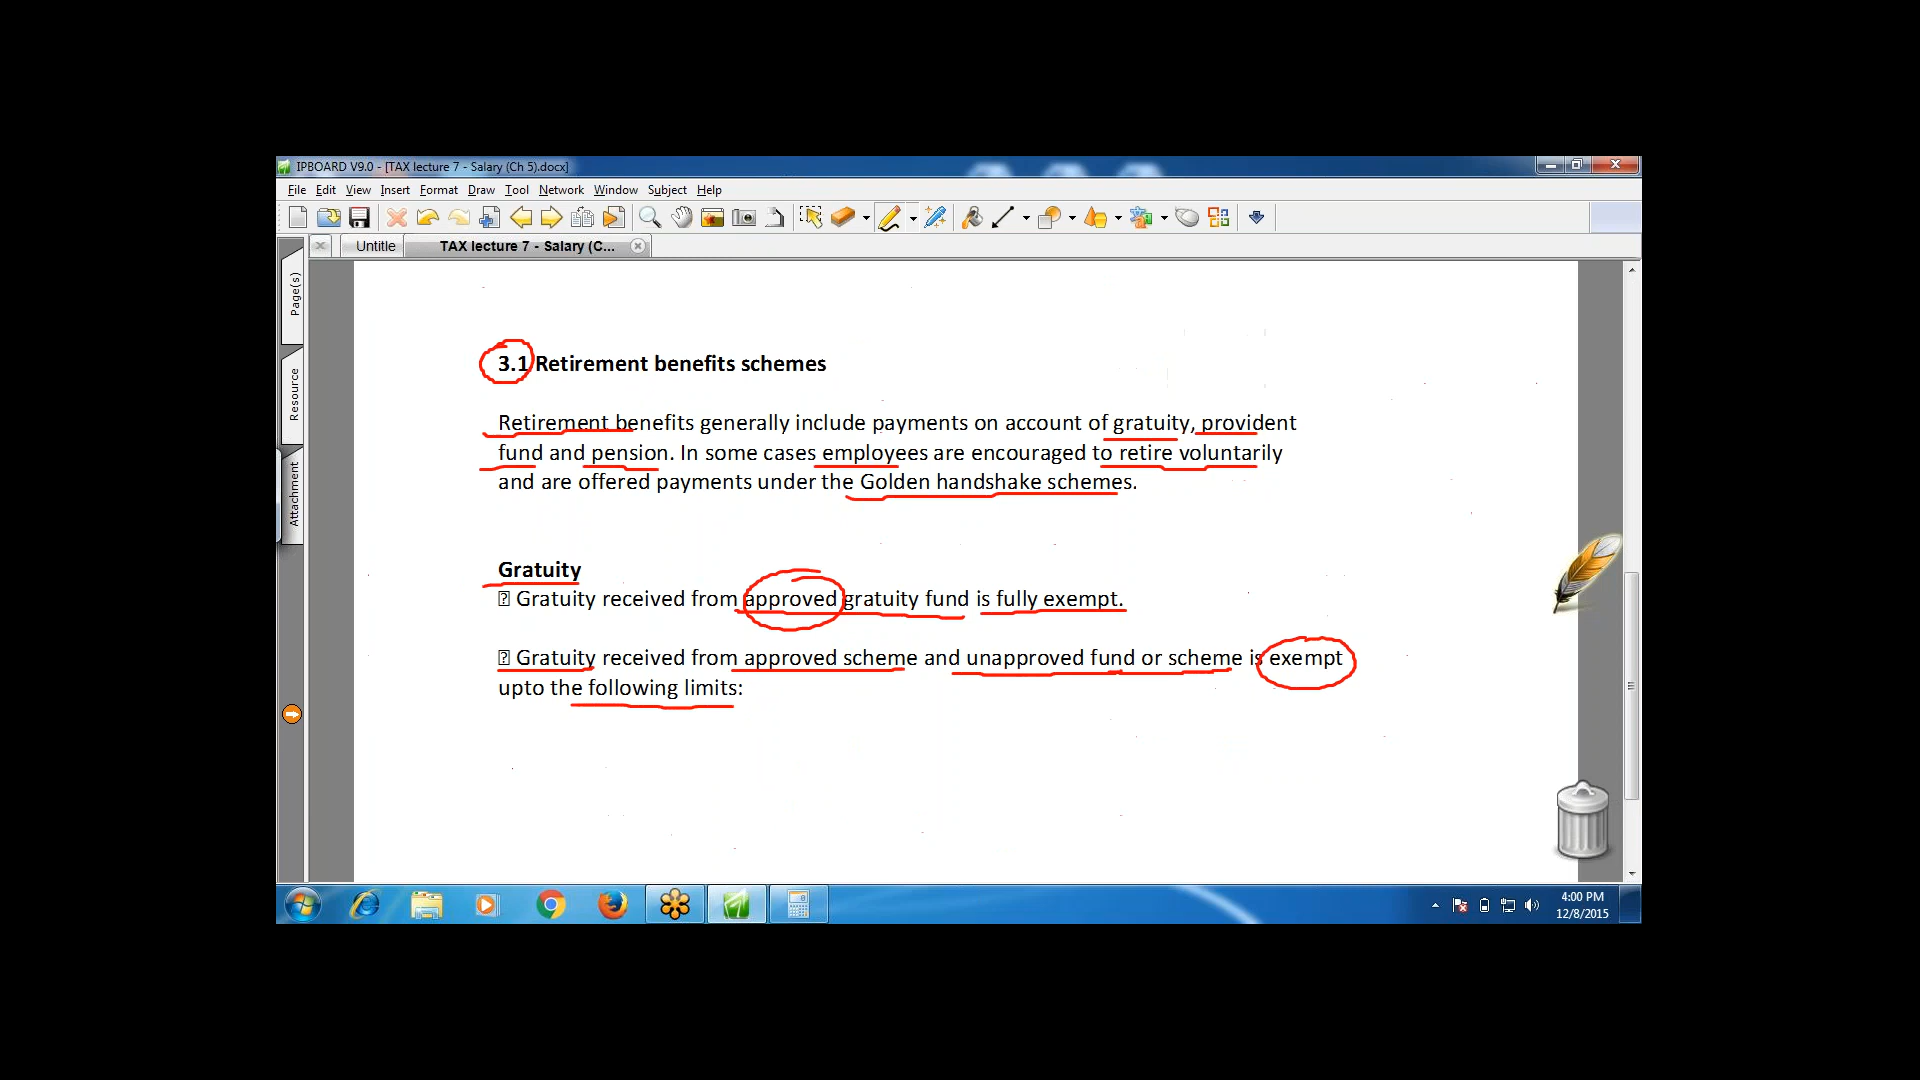 IPBOARD V9.0 - [TAX lecture 7 - Salary (Ch 5).docx]
File Edit View Insert Format Draw Tool Network Window Subject Help
Untitle TAX lecture 7 - Salary (C...
Page(s)
Resource
Attachment
3.1 Retirement benefits schemes
Retirement benefits generally include payments on account of gratuity, provident
fund and pension. In some cases employees are encouraged to retire voluntarily
and are offered payments under the Golden handshake schemes.
Gratuity
Gratuity received from approved gratuity fund is fully exempt.
Gratuity received from approved scheme and unapproved fund or scheme is exempt
upto the following limits:
4:00 PM
12/8/2015